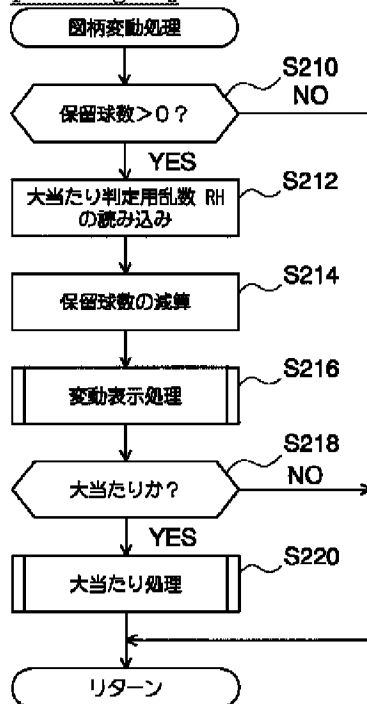 図柄変動処理
S210
保留球数>0?
NO
YES
S212
大当たり判定用乱数 RH
の読み込み
S214
保留球数の減算
S216
変動表示処理
S218
大当たりか?
NO
YES
S220
大当たり処理
リターン